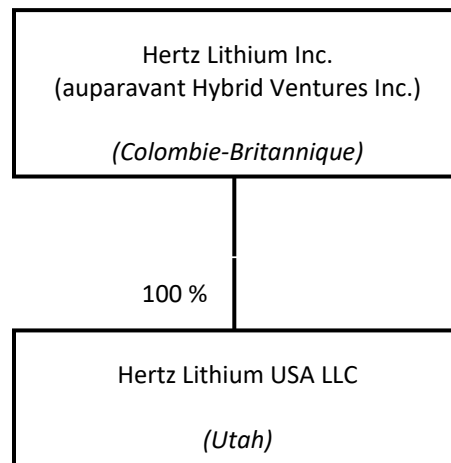 Hertz Lithium Inc.
(auparavant Hybrid Ventures Inc.)
(Colombie-Britannique)
100 %
Hertz Lithium USA LLC
(Utah)